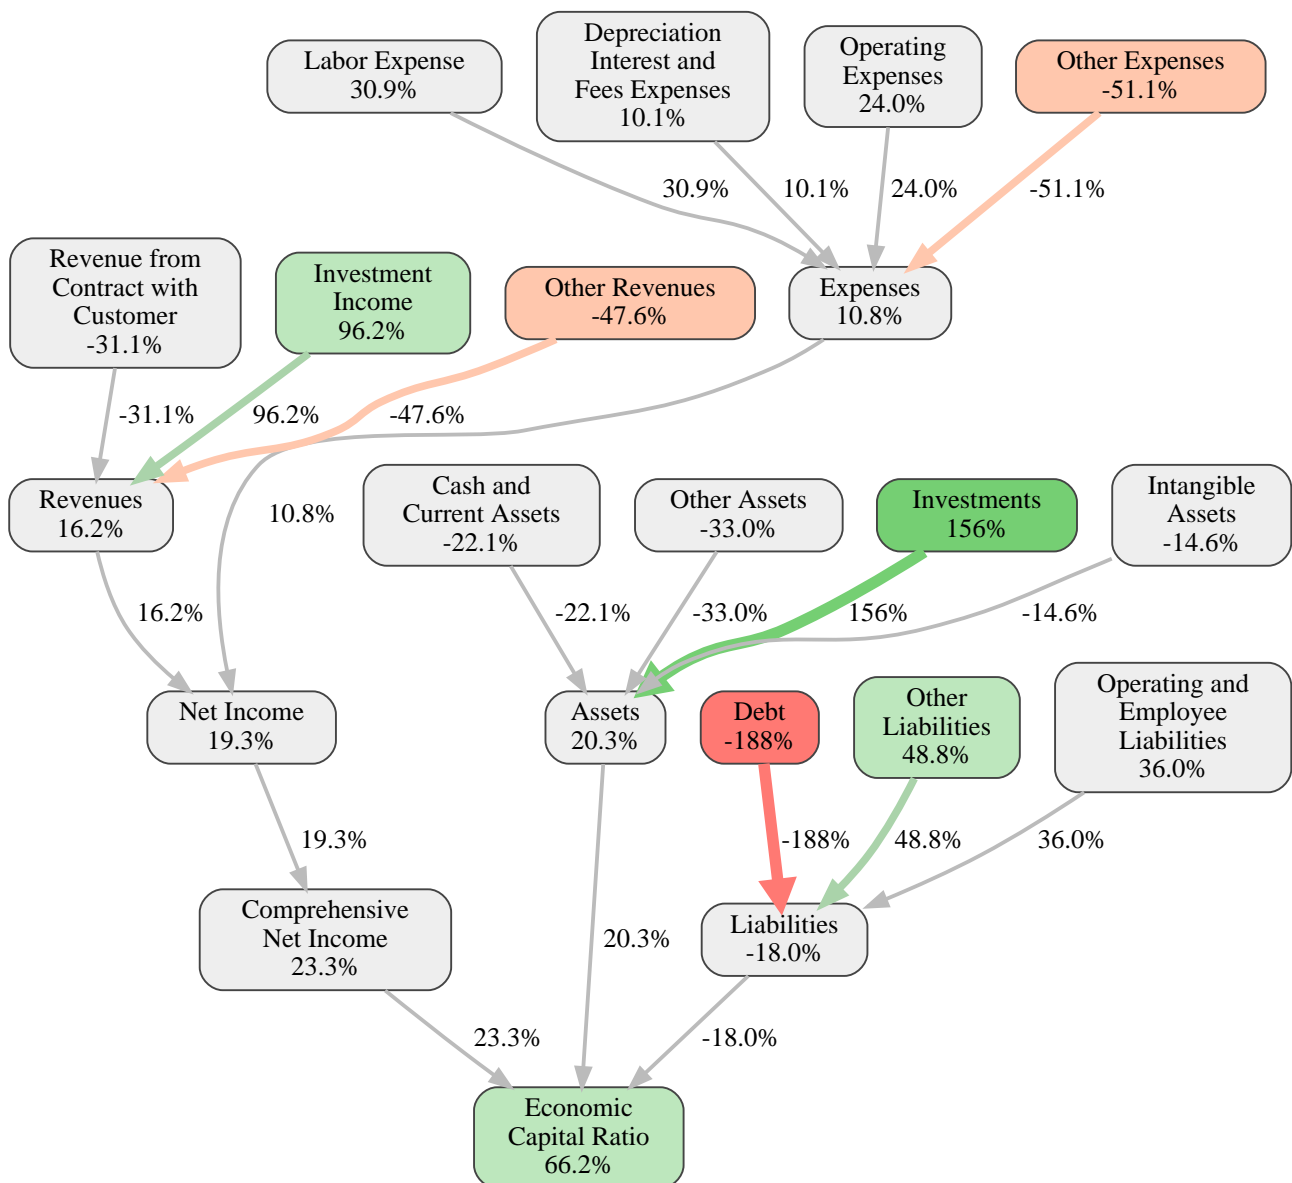 Labor Expense
30.9%
Depreciation
Interest and
Fees Expenses
10.1%
Operating
Expenses
24.0%
Other Expenses
-51.1%
30.9%
10.1%
24.0%
-51.1%
Revenue from
Contract with
Customer
-31.1%
Investment
Income
96.2%
Other Revenues
-47.6%
Expenses
10.8%
-31.1%
96.2%
-47.6%
Revenues
16.2%
10.8%
Cash and
Current Assets
-22.1%
Other Assets
-33.0%
Investments
156%
Intangible
Assets
-14.6%
16.2%
-22.1%
-33.0%
156%
-14.6%
Net Income
19.3%
Assets
20.3%
Debt
-188%
Other
Liabilities
48.8%
Operating and
Employee
Liabilities
36.0%
19.3%
-188%
48.8%
36.0%
Comprehensive
Net Income
23.3%
20.3%
Liabilities
-18.0%
23.3%
-18.0%
Economic
Capital Ratio
66.2%